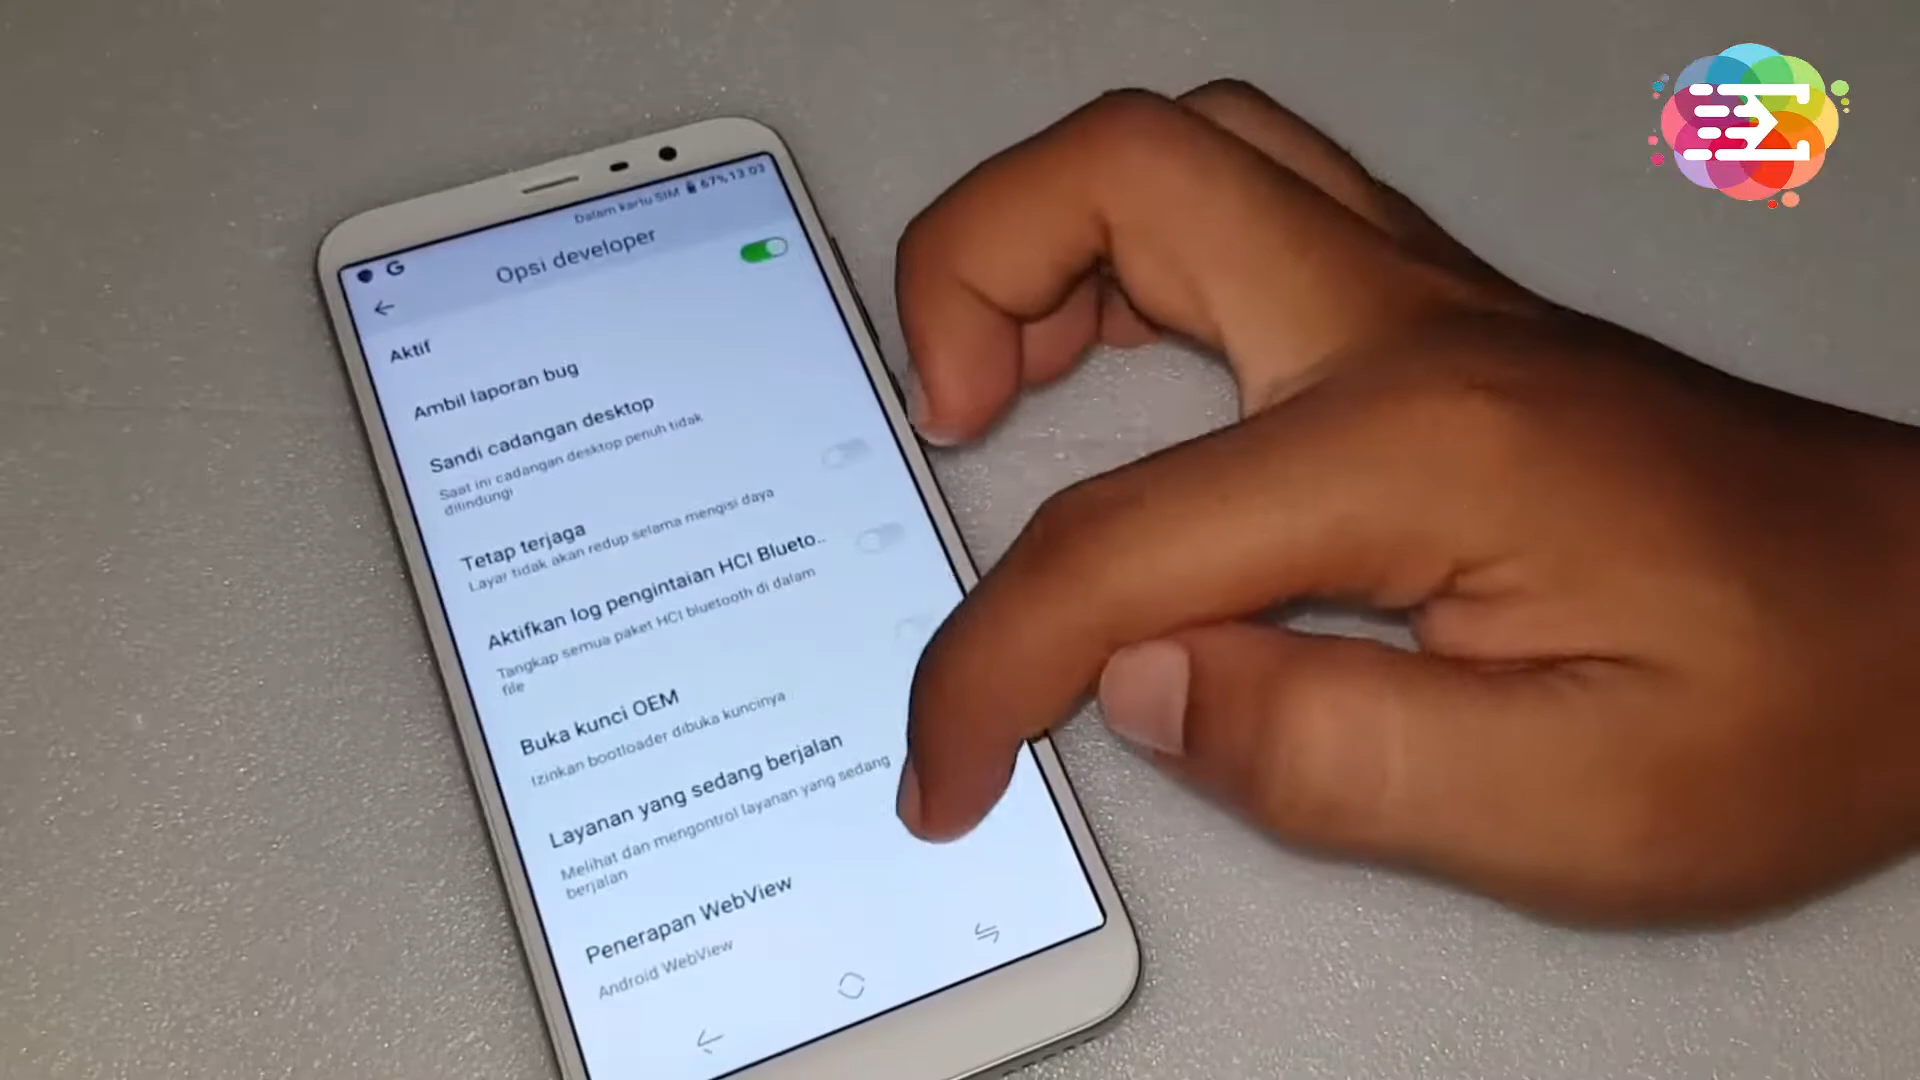 Dalam kartu SIM 67% 13 03
G
Opsi developer
Aktif
Ambil laporan bug
Sandi cadangan desktop
Saat ini cadangan desktop penuh tidak
dilindungi
Tetap terjaga
Layar tidak akan redup selama mengisi daya
Aktifkan log pengintaian HCI Blueto..
Tangkap semua paket HCI bluetooth di dalam
file
Buka kunci OEM
Izinkan bootloader dibuka kuncinya
Layanan yang sedang berjalan
Melihat dan mengontrol layanan yang sedang
berjalan
Penerapan WebView
Android WebView